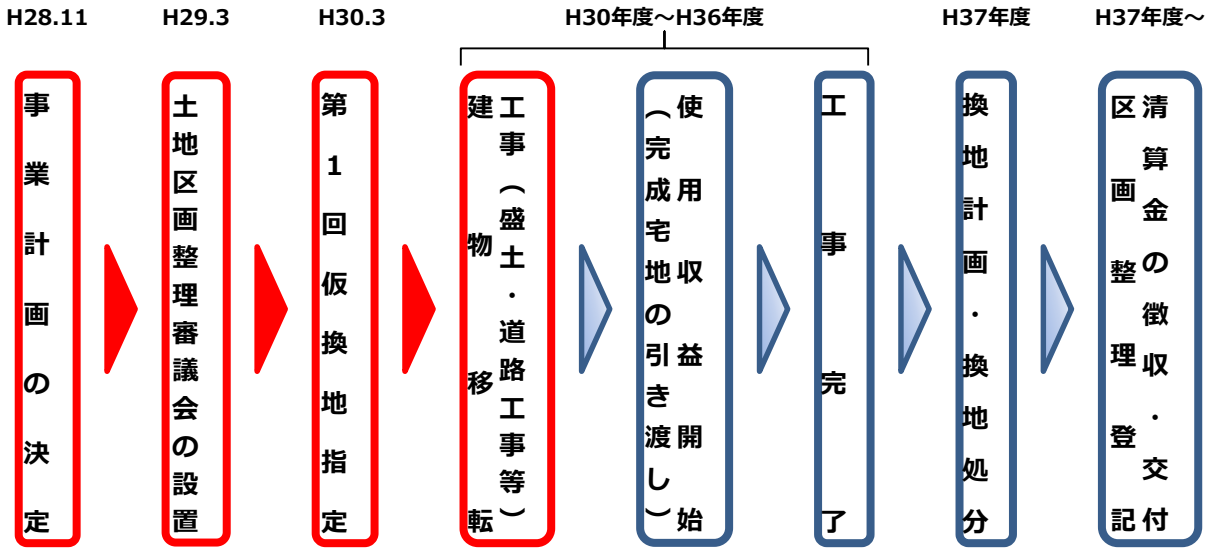 H28.11
H29.3
H30.3
H30年度～H36年度
H37年度
H37年度～
事業計画の決定
土地区画整理審議会の設置
第１回仮換地指定
工事（盛土・道路工事等）
建物移転
使用収益開始
（完成宅地の引き渡し）
工事完了
換地計画・換地処分
清算金の徴収・交付
区画整理登記